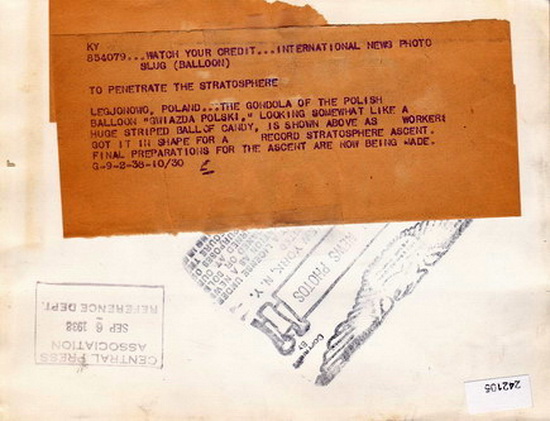 KY
854079...WATCH YOUR CREDIT...INTERNATIONAL NEWS PHOTO
SLUG (BALLOON)
TO PENETRATE THE STRATOSPHERE
LEGJONOWO, POLAND...THE GONDOLA OF THE POLISH
BALLOON "GWIAZDA POLSKI," LOOKING SOMEWHAT LIKE A
HUGE STRIPED BALL OF CANDY, IS SHOWN ABOVE AS WORKERS
GOT IT IN SHAPE FOR A RECORD STRATOSPHERE ASCENT.
FINAL PREPARATIONS FOR THE ASCENT ARE NOW BEING MADE.
G-9-2-38-10/30
NEWS PHOTOS
YORK, N. Y.
CENTRAL PRESS
ASSOCIATION
SEP 6 1938
REFERENCE DEPT.
242105